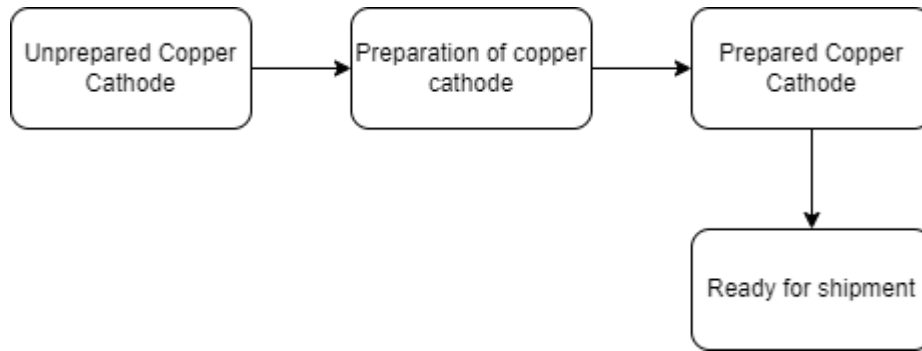 Unprepared Copper
Cathode
Preparation of copper
cathode
Prepared Copper
Cathode
Ready for shipment